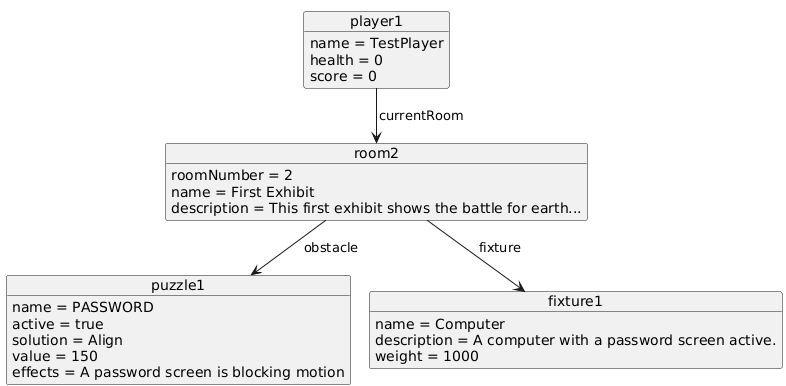 player1
name = TestPlayer
health = 0
score = 0
currentRoom
room2
roomNumber = 2
name = First Exhibit
description = This first exhibit shows the battle for earth...
obstacle
fixture
puzzle1
name = PASSWORD
active = true
solution = Align
value = 150
effects = A password screen is blocking motion
fixture1
name = Computer
description = A computer with a password screen active.
weight = 1000